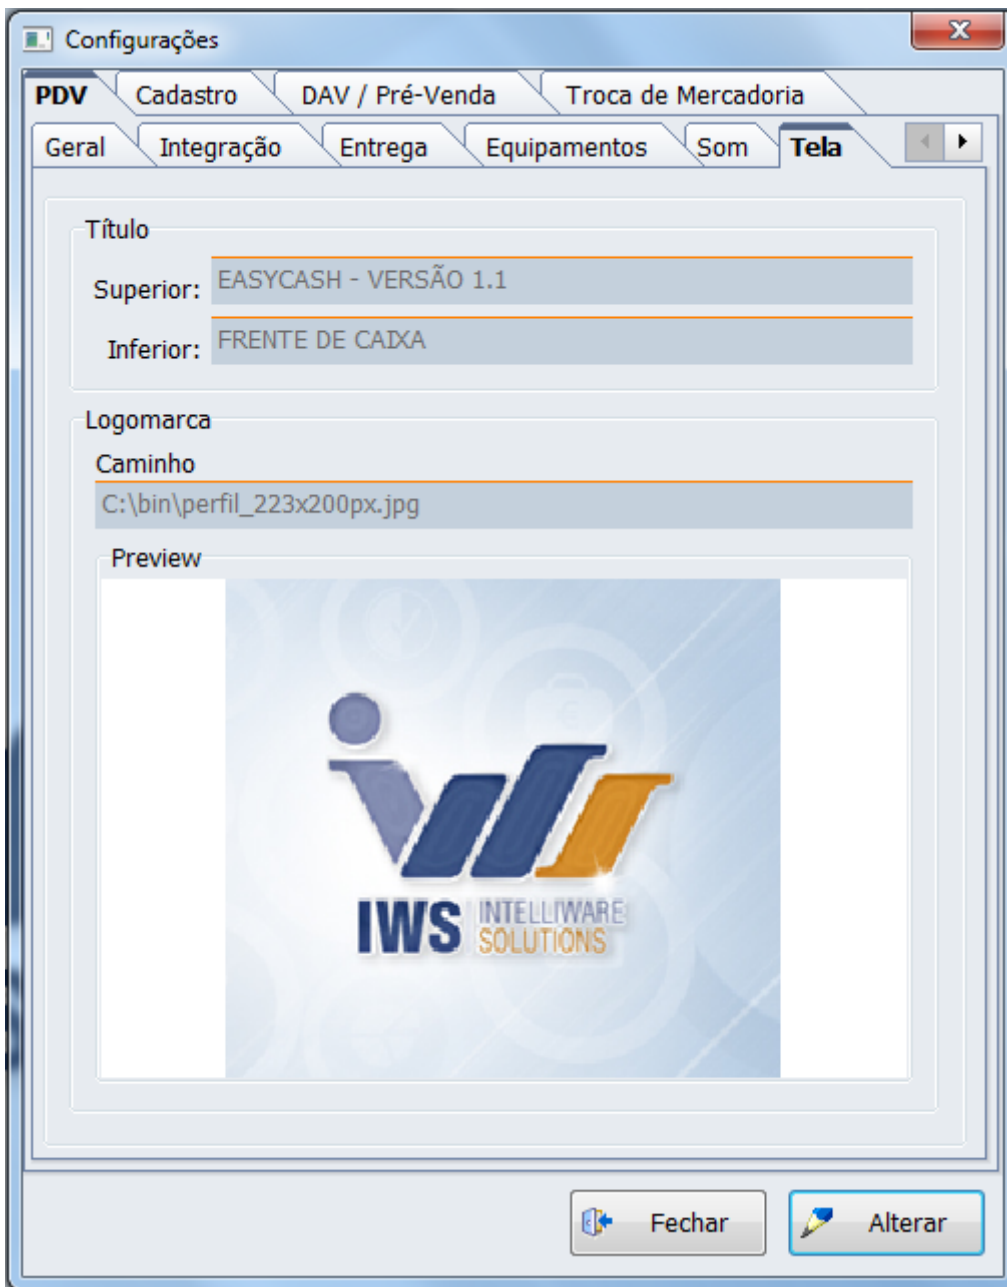 Configurações
PDV Cadastro DAV / Pré-Venda Troca de Mercadoria
Geral Integração Entrega Equipamentos Som Tela
Título
Superior: EASYCASH - VERSÃO 1.1
Inferior: FRENTE DE CAIXA
Logomarca
Caminho
C:\bin\perfil_223x200px.jpg
Preview
IWS INTELLIWARE
SOLUTIONS
Fechar Alterar